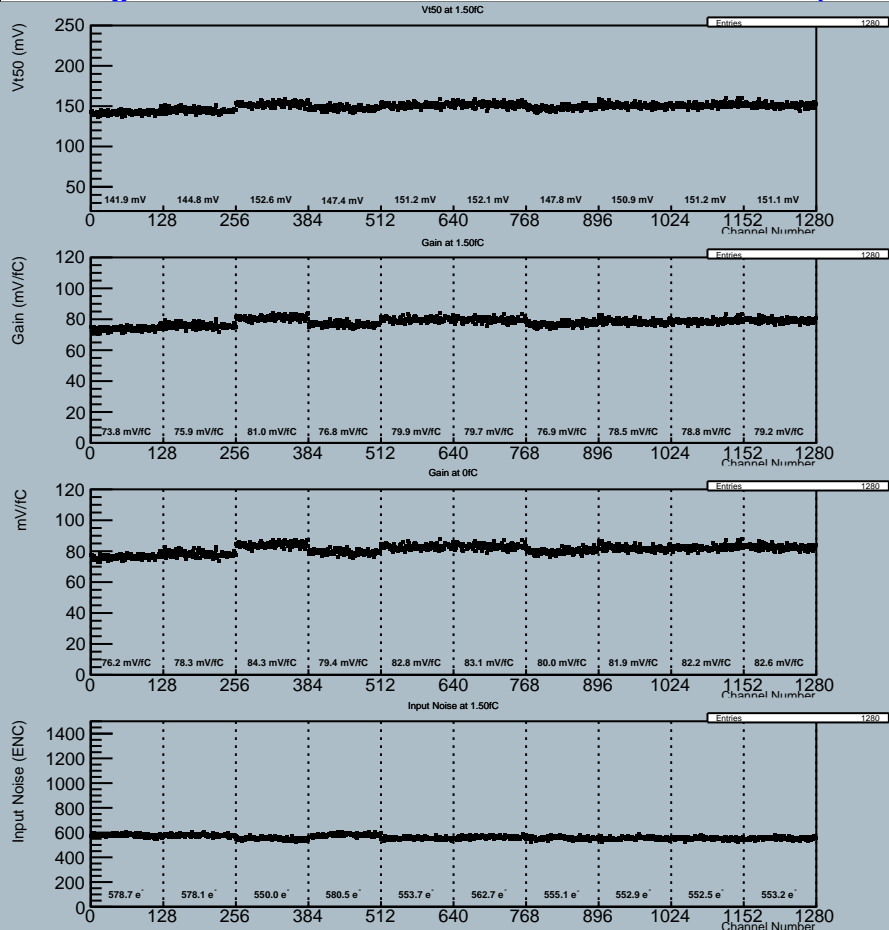 Vt50 at 1.50fC
Entries 1280
Vt50 (mV)
250
200
150
100
50
141.9 mV 144.8 mV 152.6 mV 147.4 mV 151.2 mV 152.1 mV 147.8 mV 150.9 mV 151.2 mV 151.1 mV
0 128 256 384 512 640 768 896 1024 1152 1280
Channel Number
Gain at 1.50fC
Entries 1280
Gain (mV/fC)
120
100
80
60
40
20
0
73.8 mV/fC 75.9 mV/fC 81.0 mV/fC 76.8 mV/fC 79.9 mV/fC 79.7 mV/fC 76.9 mV/fC 78.5 mV/fC 78.8 mV/fC 79.2 mV/fC
0 128 256 384 512 640 768 896 1024 1152 1280
Channel Number
Gain at 0fC
Entries 1280
mV/fC
120
100
80
60
40
20
0
76.2 mV/fC 78.3 mV/fC 84.3 mV/fC 79.4 mV/fC 82.8 mV/fC 83.1 mV/fC 80.0 mV/fC 81.9 mV/fC 82.2 mV/fC 82.6 mV/fC
0 128 256 384 512 640 768 896 1024 1152 1280
Channel Number
Input Noise at 1.50fC
Entries 1280
Input Noise (ENC)
1400
1200
1000
800
600
400
200
0
578.7 e⁻ 578.1 e⁻ 550.0 e⁻ 580.5 e⁻ 553.7 e⁻ 562.7 e⁻ 555.1 e⁻ 552.9 e⁻ 552.5 e⁻ 553.2 e⁻
0 128 256 384 512 640 768 896 1024 1152 1280
Channel Number